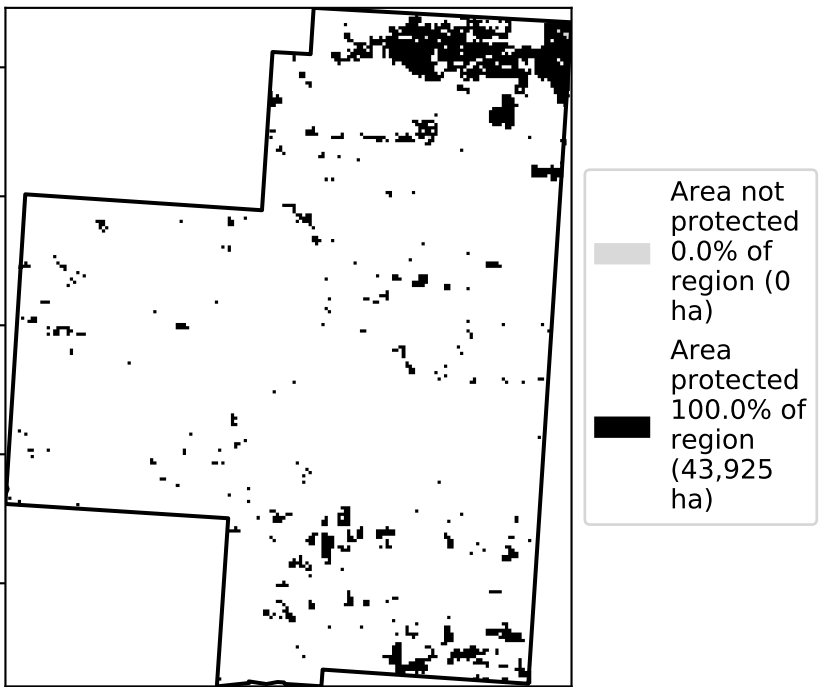 Area not
protected
0.0% of
region (0
ha)
Area
protected
100.0% of
region
(43,925
ha)